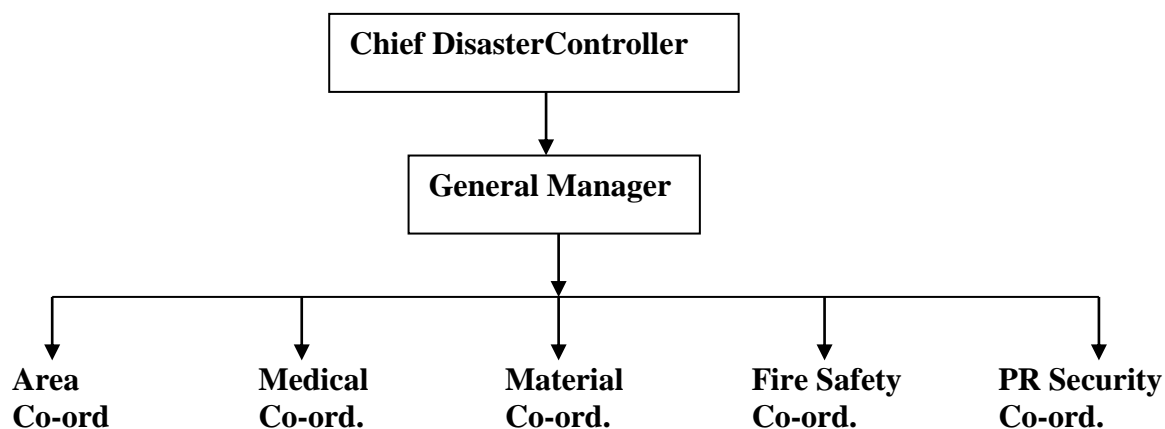 Chief DisasterController
General Manager
Area
Co-ord
Medical
Co-ord.
Material
Co-ord.
Fire Safety
Co-ord.
PR Security
Co-ord.